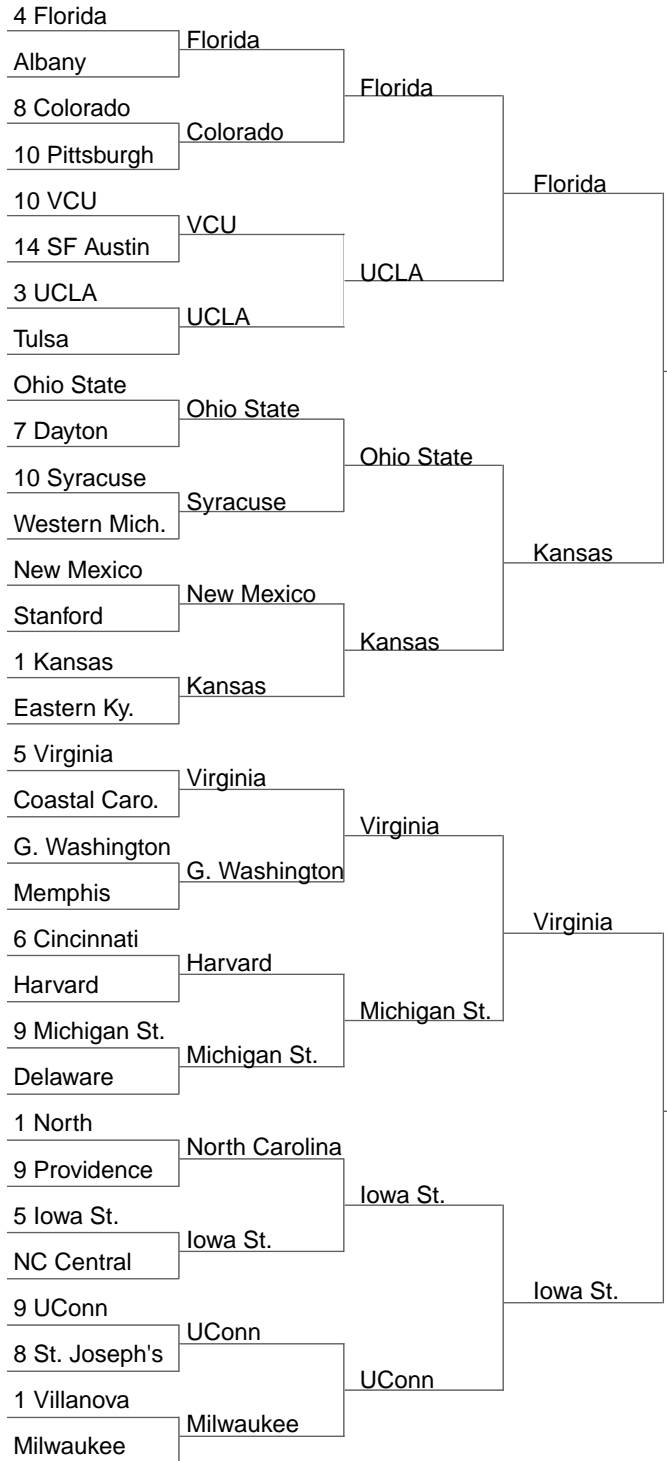 4 Florida
Florida
Albany
Florida
8 Colorado
Colorado
10 Pittsburgh
Florida
10 VCU
VCU
14 SF Austin
UCLA
3 UCLA
UCLA
Tulsa
Ohio State
Ohio State
7 Dayton
Ohio State
10 Syracuse
Syracuse
Western Mich.
Kansas
New Mexico
New Mexico
Stanford
Kansas
1 Kansas
Kansas
Eastern Ky.
5 Virginia
Virginia
Coastal Caro.
Virginia
G. Washington
G. Washington
Memphis
Virginia
6 Cincinnati
Harvard
Harvard
Michigan St.
9 Michigan St.
Michigan St.
Delaware
1 North
North Carolina
9 Providence
Iowa St.
5 Iowa St.
Iowa St.
NC Central
Iowa St.
9 UConn
UConn
8 St. Joseph's
UConn
1 Villanova
Milwaukee
Milwaukee